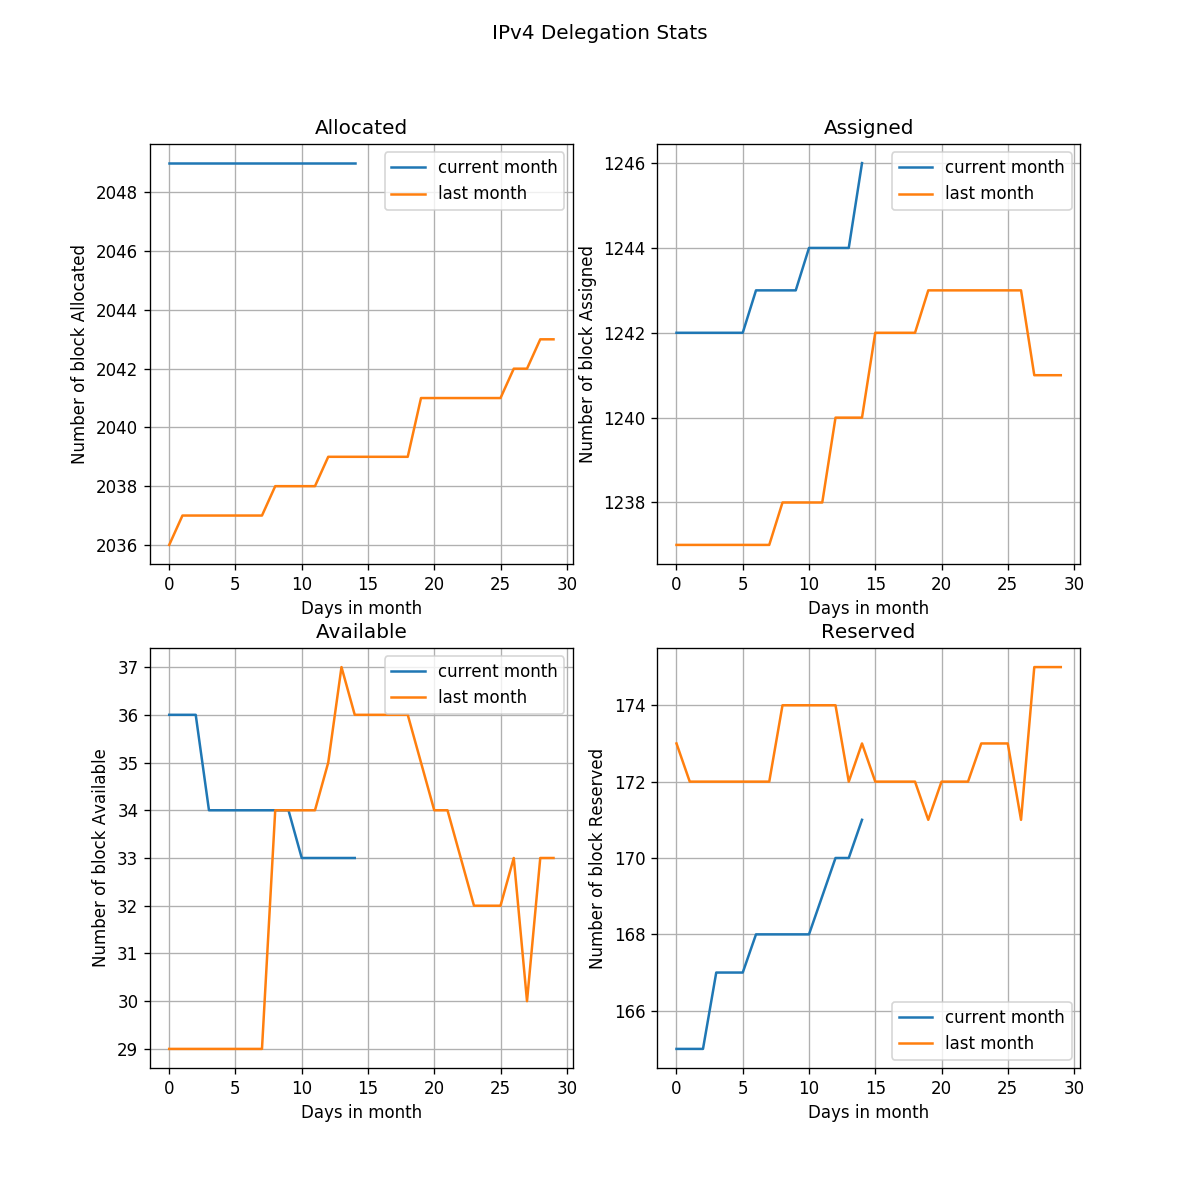 IPv4 Delegation Stats
Allocated
current month
last month
Number of block Allocated
2048
2046
2044
2042
2040
2038
2036
0 5 10 15 20 25 30
Days in month
Assigned
current month
last month
Number of block Assigned
1246
1244
1242
1240
1238
0 5 10 15 20 25 30
Days in month
Available
current month
last month
Number of block Available
37
36
35
34
33
32
31
30
29
0 5 10 15 20 25 30
Days in month
Reserved
Number of block Reserved
174
172
170
168
166
current month
last month
0 5 10 15 20 25 30
Days in month